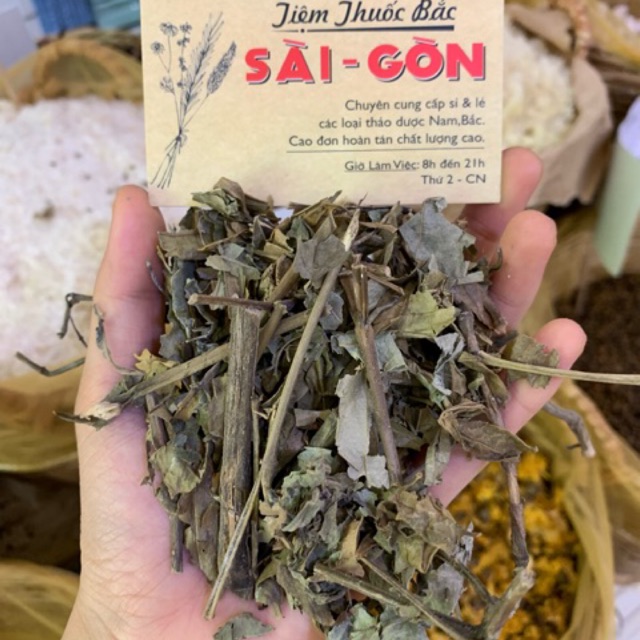 Tiệm Thuốc Bắc
SÀI-GÒN
Chuyên cung cấp sỉ & lẻ
các loại thảo dược Nam,Bắc.
Cao đơn hoàn tán chất lượng cao.
Giờ Làm Việc: 8h đến 21h
Thứ 2 - CN